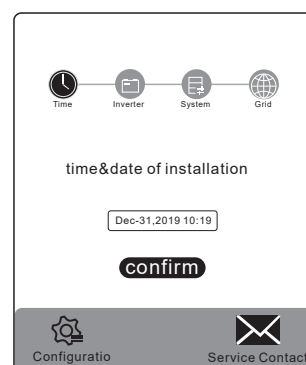 Time Inverter System Grid
time&date of installation
Dec-31,2019 10:19
confirm
Configuratio Service Contact